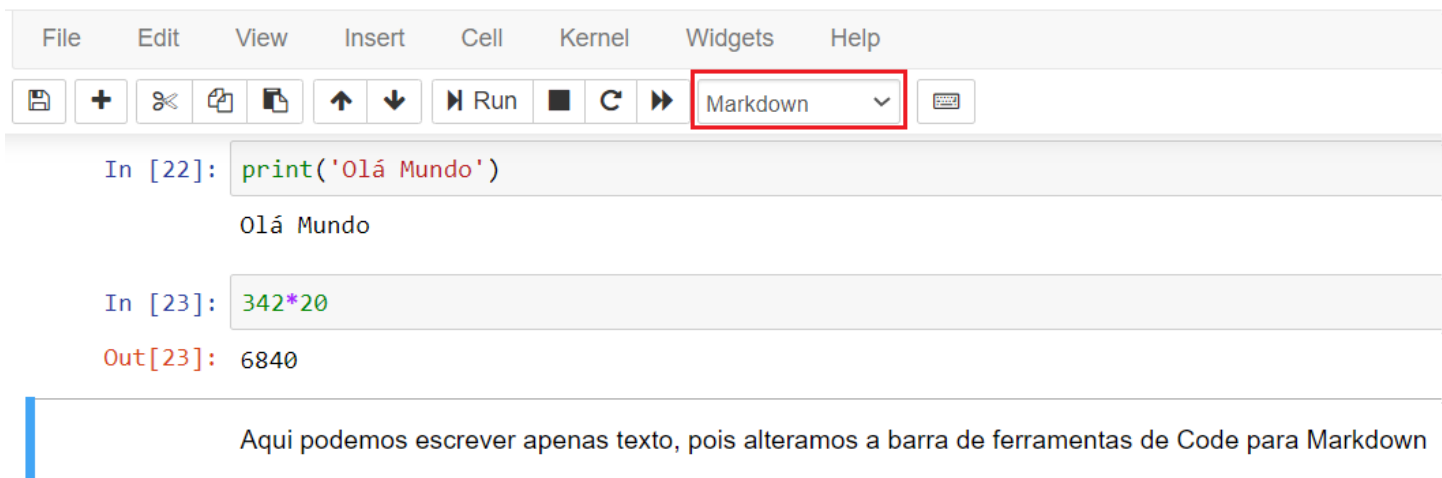 File Edit View Insert Cell Kernel Widgets Help
Run Markdown
In [22]: print('Olá Mundo')
Olá Mundo
In [23]: 342*20
Out[23]: 6840
Aqui podemos escrever apenas texto, pois alteramos a barra de ferramentas de Code para Markdown